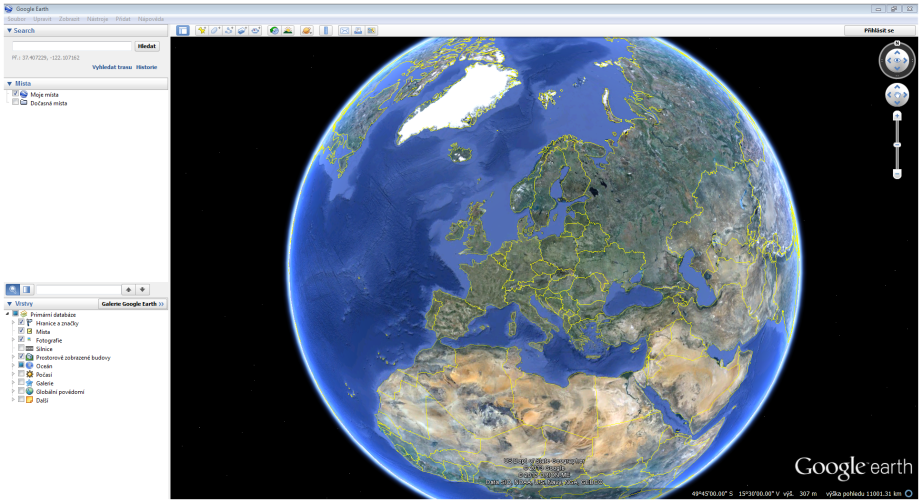 Google Earth
Soubor Upravit Zobrazit Nástroje Přidat Nápověda
Search
Přihlásit se
Hledat
Př.: 37.407229, -122.107162
Vyhledat trasu Historie
Místa
Moje místa
Dočasná místa
Vrstvy
Galerie Google Earth >>
Primární databáze
Hranice a značky
Místa
Fotografie
Silnice
Prostorové zobrazené budovy
Oceán
Počasí
Galerie
Globální povědomí
Další
N
US Dept of State Geographer
© 2013 Google
Data SIO, NOAA, U.S. Navy, NGA, GEBCO
Google earth
49°45'00.00" S 15°30'00.00" V výš. 307 m výška pohledu 11001.31 km